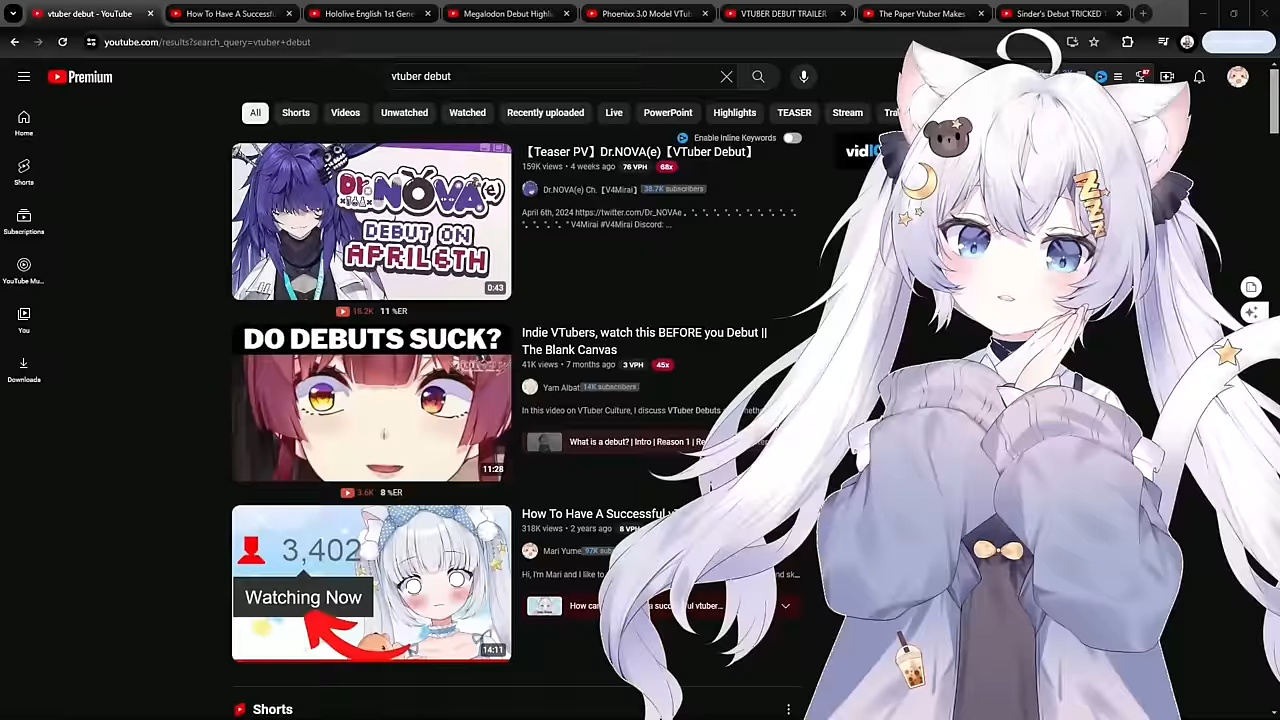 vtuber debut - YouTube
How To Have A Successf
Hololive English 1st Gene
Megalodon Debut Highli
Phoenixx 3.0 Model VTub
VTUBER DEBUT TRAILER
The Paper Vtuber Makes
Sinder's Debut TRICKED T
youtube.com/results?search_query=vtuber+debut
Premium
vtuber debut
All
Shorts
Videos
Unwatched
Watched
Recently uploaded
Live
PowerPoint
Highlights
TEASER
Stream
Home
Shorts
Subscriptions
YouTube Mu...
You
Downloads
Enable Inline Keywords
Dr.NOVA(e)
DEBUT ON
APRIL 6TH
0:43
18.2K 11 %ER
【Teaser PV】Dr.NOVA(e)【VTuber Debut】
159K views • 4 weeks ago 76 VPH 68x
Dr.NOVA(e) Ch.【V4Mirai】 38.7K subscribers
April 6th, 2024 https://twitter.com/Dr_NOVAe
V4Mirai #V4Mirai Discord: ...
DO DEBUTS SUCK?
11:28
3.6K 8 %ER
Indie VTubers, watch this BEFORE you Debut ||
The Blank Canvas
41K views • 7 months ago 3 VPH 45x
Yam Albat 14K subscribers
In this video on VTuber Culture, I discuss VTuber Debuts
What is a debut? | Intro | Reason 1 |
3,402
Watching Now
14:11
How To Have A Successful
318K views • 2 years ago 8 VPH
Mari Yume 97K
Hi, I'm Mari and I like to
Shorts